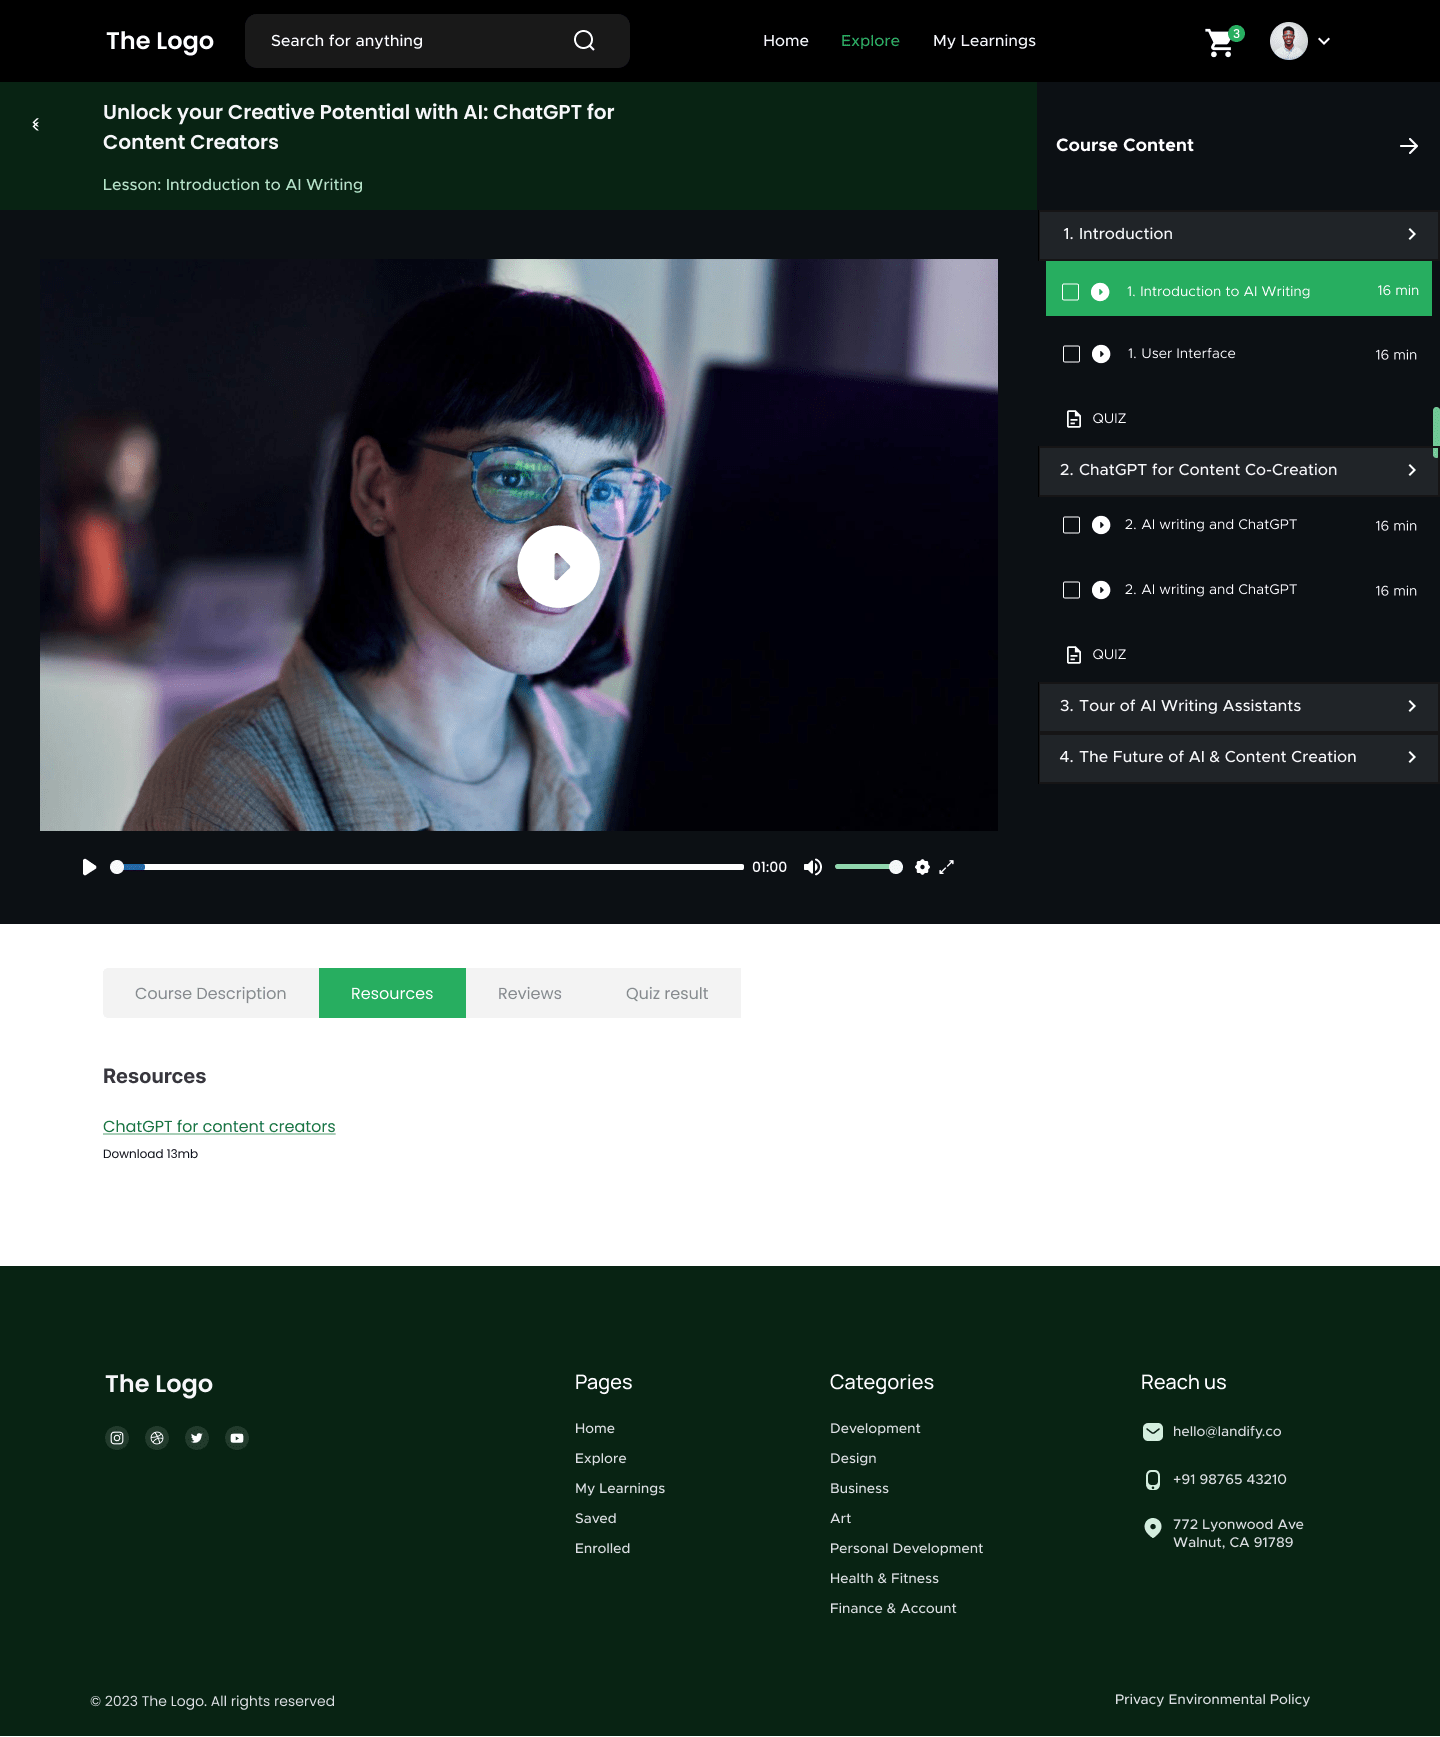 The Logo
Search for anything
Home
Explore
My Learnings
3
Unlock your Creative Potential with AI: ChatGPT for
Content Creators
Lesson: Introduction to AI Writing
Course Content
1. Introduction
1. Introduction to AI Writing
16 min
1. User Interface
16 min
QUIZ
2. ChatGPT for Content Co-Creation
2. AI writing and ChatGPT
16 min
2. AI writing and ChatGPT
16 min
QUIZ
3. Tour of AI Writing Assistants
4. The Future of AI & Content Creation
01:00
Course Description
Resources
Reviews
Quiz result
Resources
ChatGPT for content creators
Download 13mb
The Logo
Pages
Home
Explore
My Learnings
Saved
Enrolled
Categories
Development
Design
Business
Art
Personal Development
Health & Fitness
Finance & Account
Reach us
hello@landify.co
+91 98765 43210
772 Lyonwood Ave
Walnut, CA 91789
© 2023 The Logo. All rights reserved
Privacy Environmental Policy